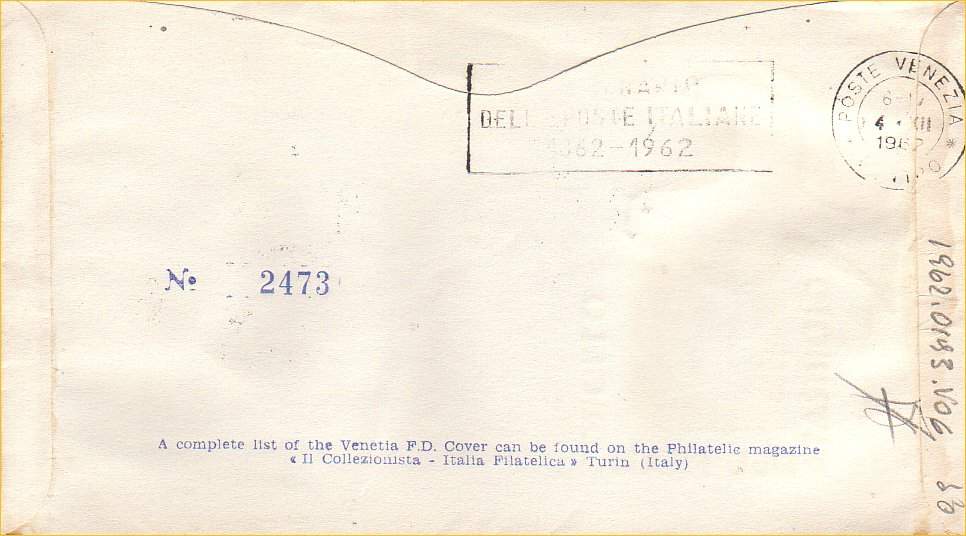 POSTE ITALIANE
1862-1962
POSTE VENEZIA *
4 XII
1962
No 2473
A complete list of the Venetia F.D. Cover can be found on the Philatelic magazine
« Il Collezionista - Italia Filatelica » Turin (Italy)